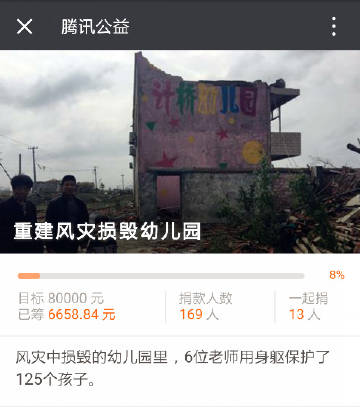 腾讯公益
计桥幼儿园
重建风灾损毁幼儿园
8%
目标 80000 元
已筹 6658.84 元
捐款人数
169 人
一起捐
13 人
风灾中损毁的幼儿园里，6位老师用身躯保护了
125个孩子。